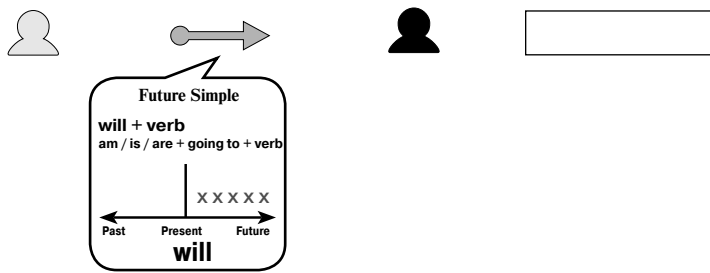 Future Simple
will + verb
am / is / are + going to + verb
X X X X X
Past Present Future
will